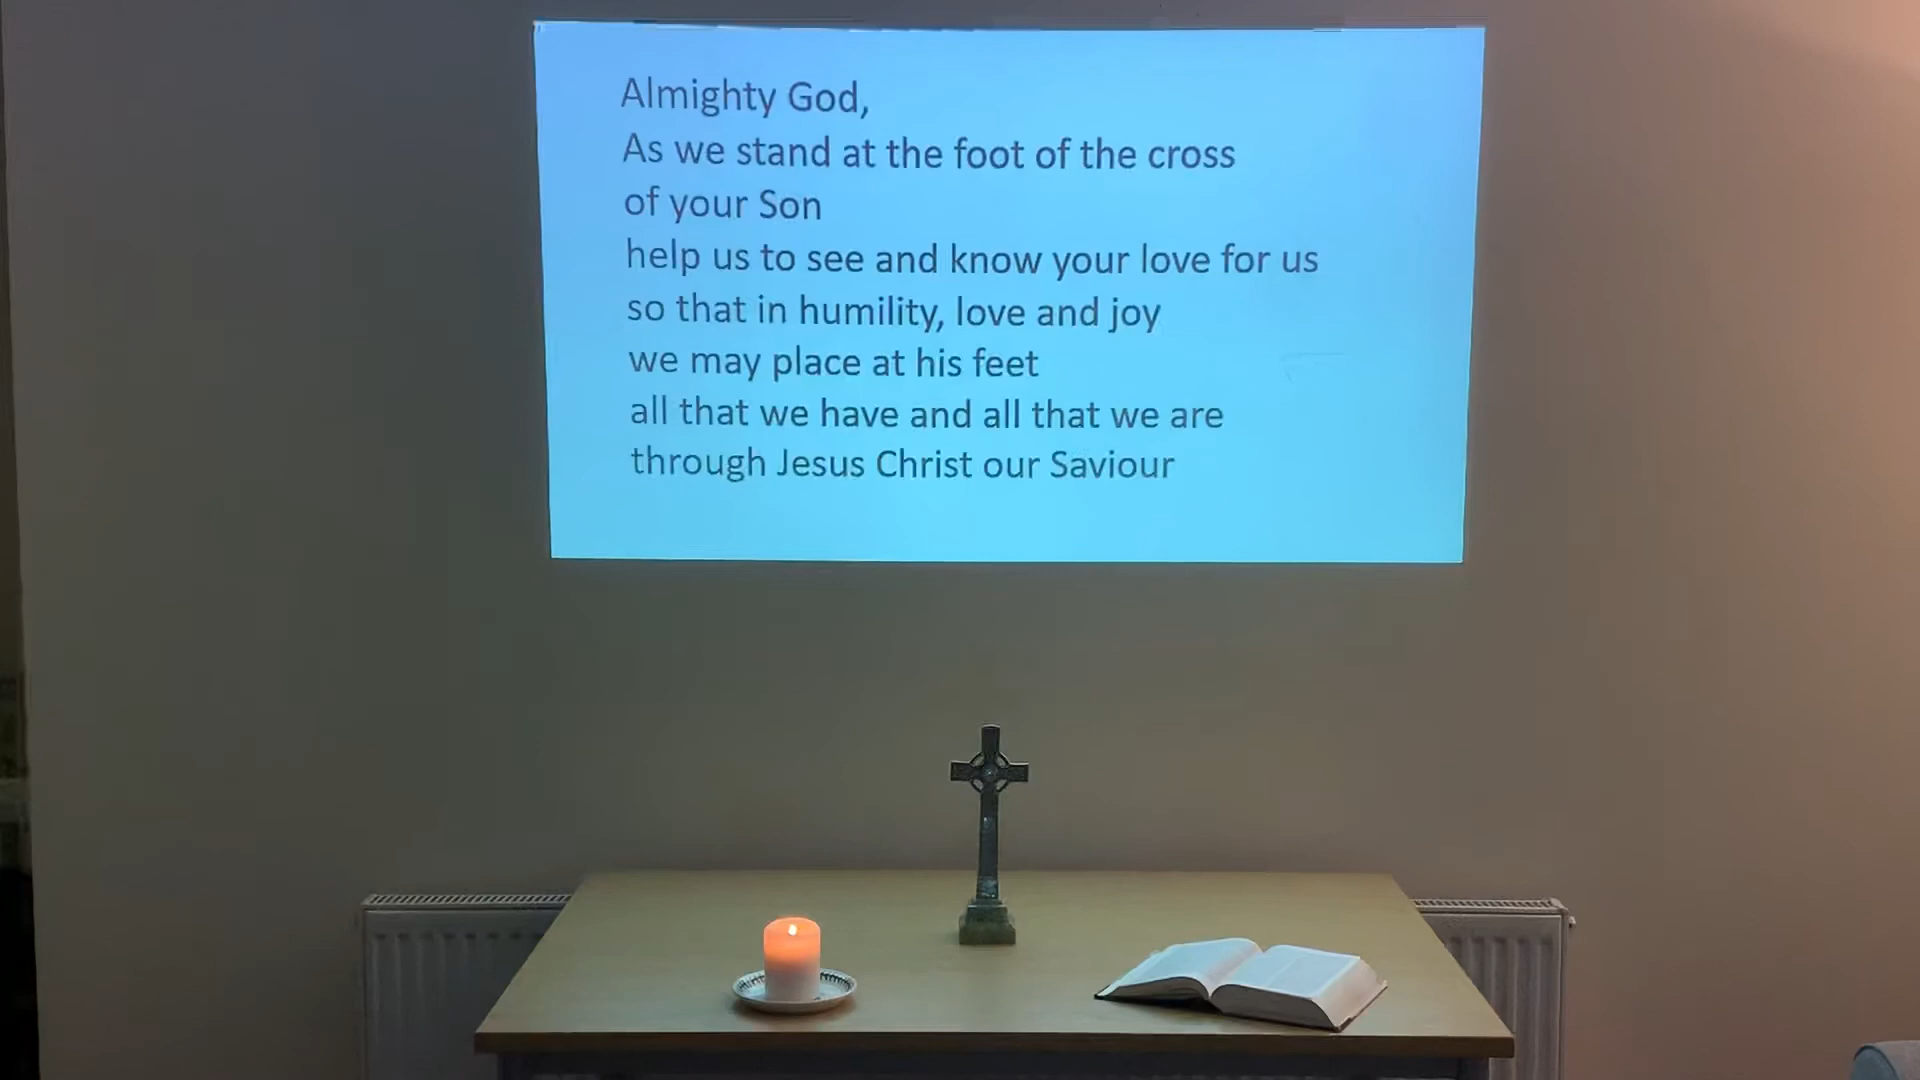 Almighty God,
As we stand at the foot of the cross
of your Son
help us to see and know your love for us
so that in humility, love and joy
we may place at his feet
all that we have and all that we are
through Jesus Christ our Saviour